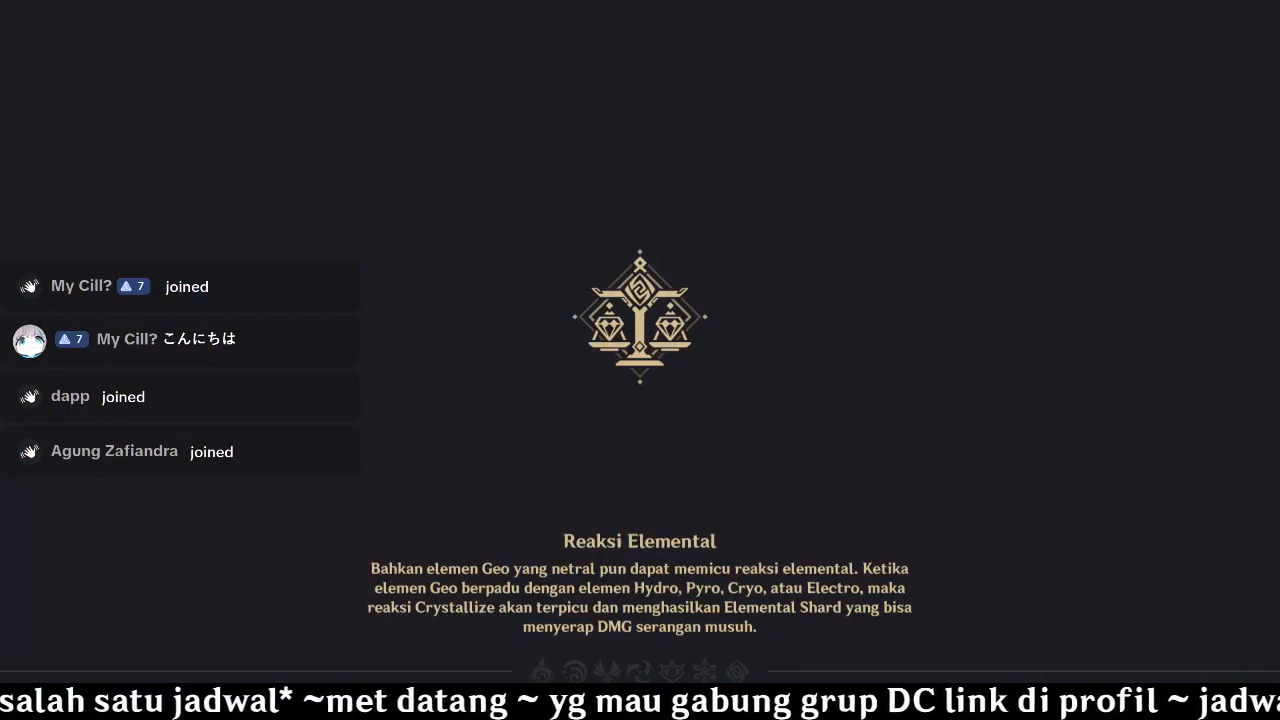 My Cill? 7 joined
7 My Cill? こんにちは
dapp joined
Agung Zafiandra joined
Reaksi Elemental
Bahkan elemen Geo yang netral pun dapat memicu reaksi elemental. Ketika
elemen Geo berpadu dengan elemen Hydro, Pyro, Cryo, atau Electro, maka
reaksi Crystallize akan terpicu dan menghasilkan Elemental Shard yang bisa
menyerap DMG serangan musuh.
salah satu jadwal* ~met datang ~ yg mau gabung grup DC link di profil ~ jadwa